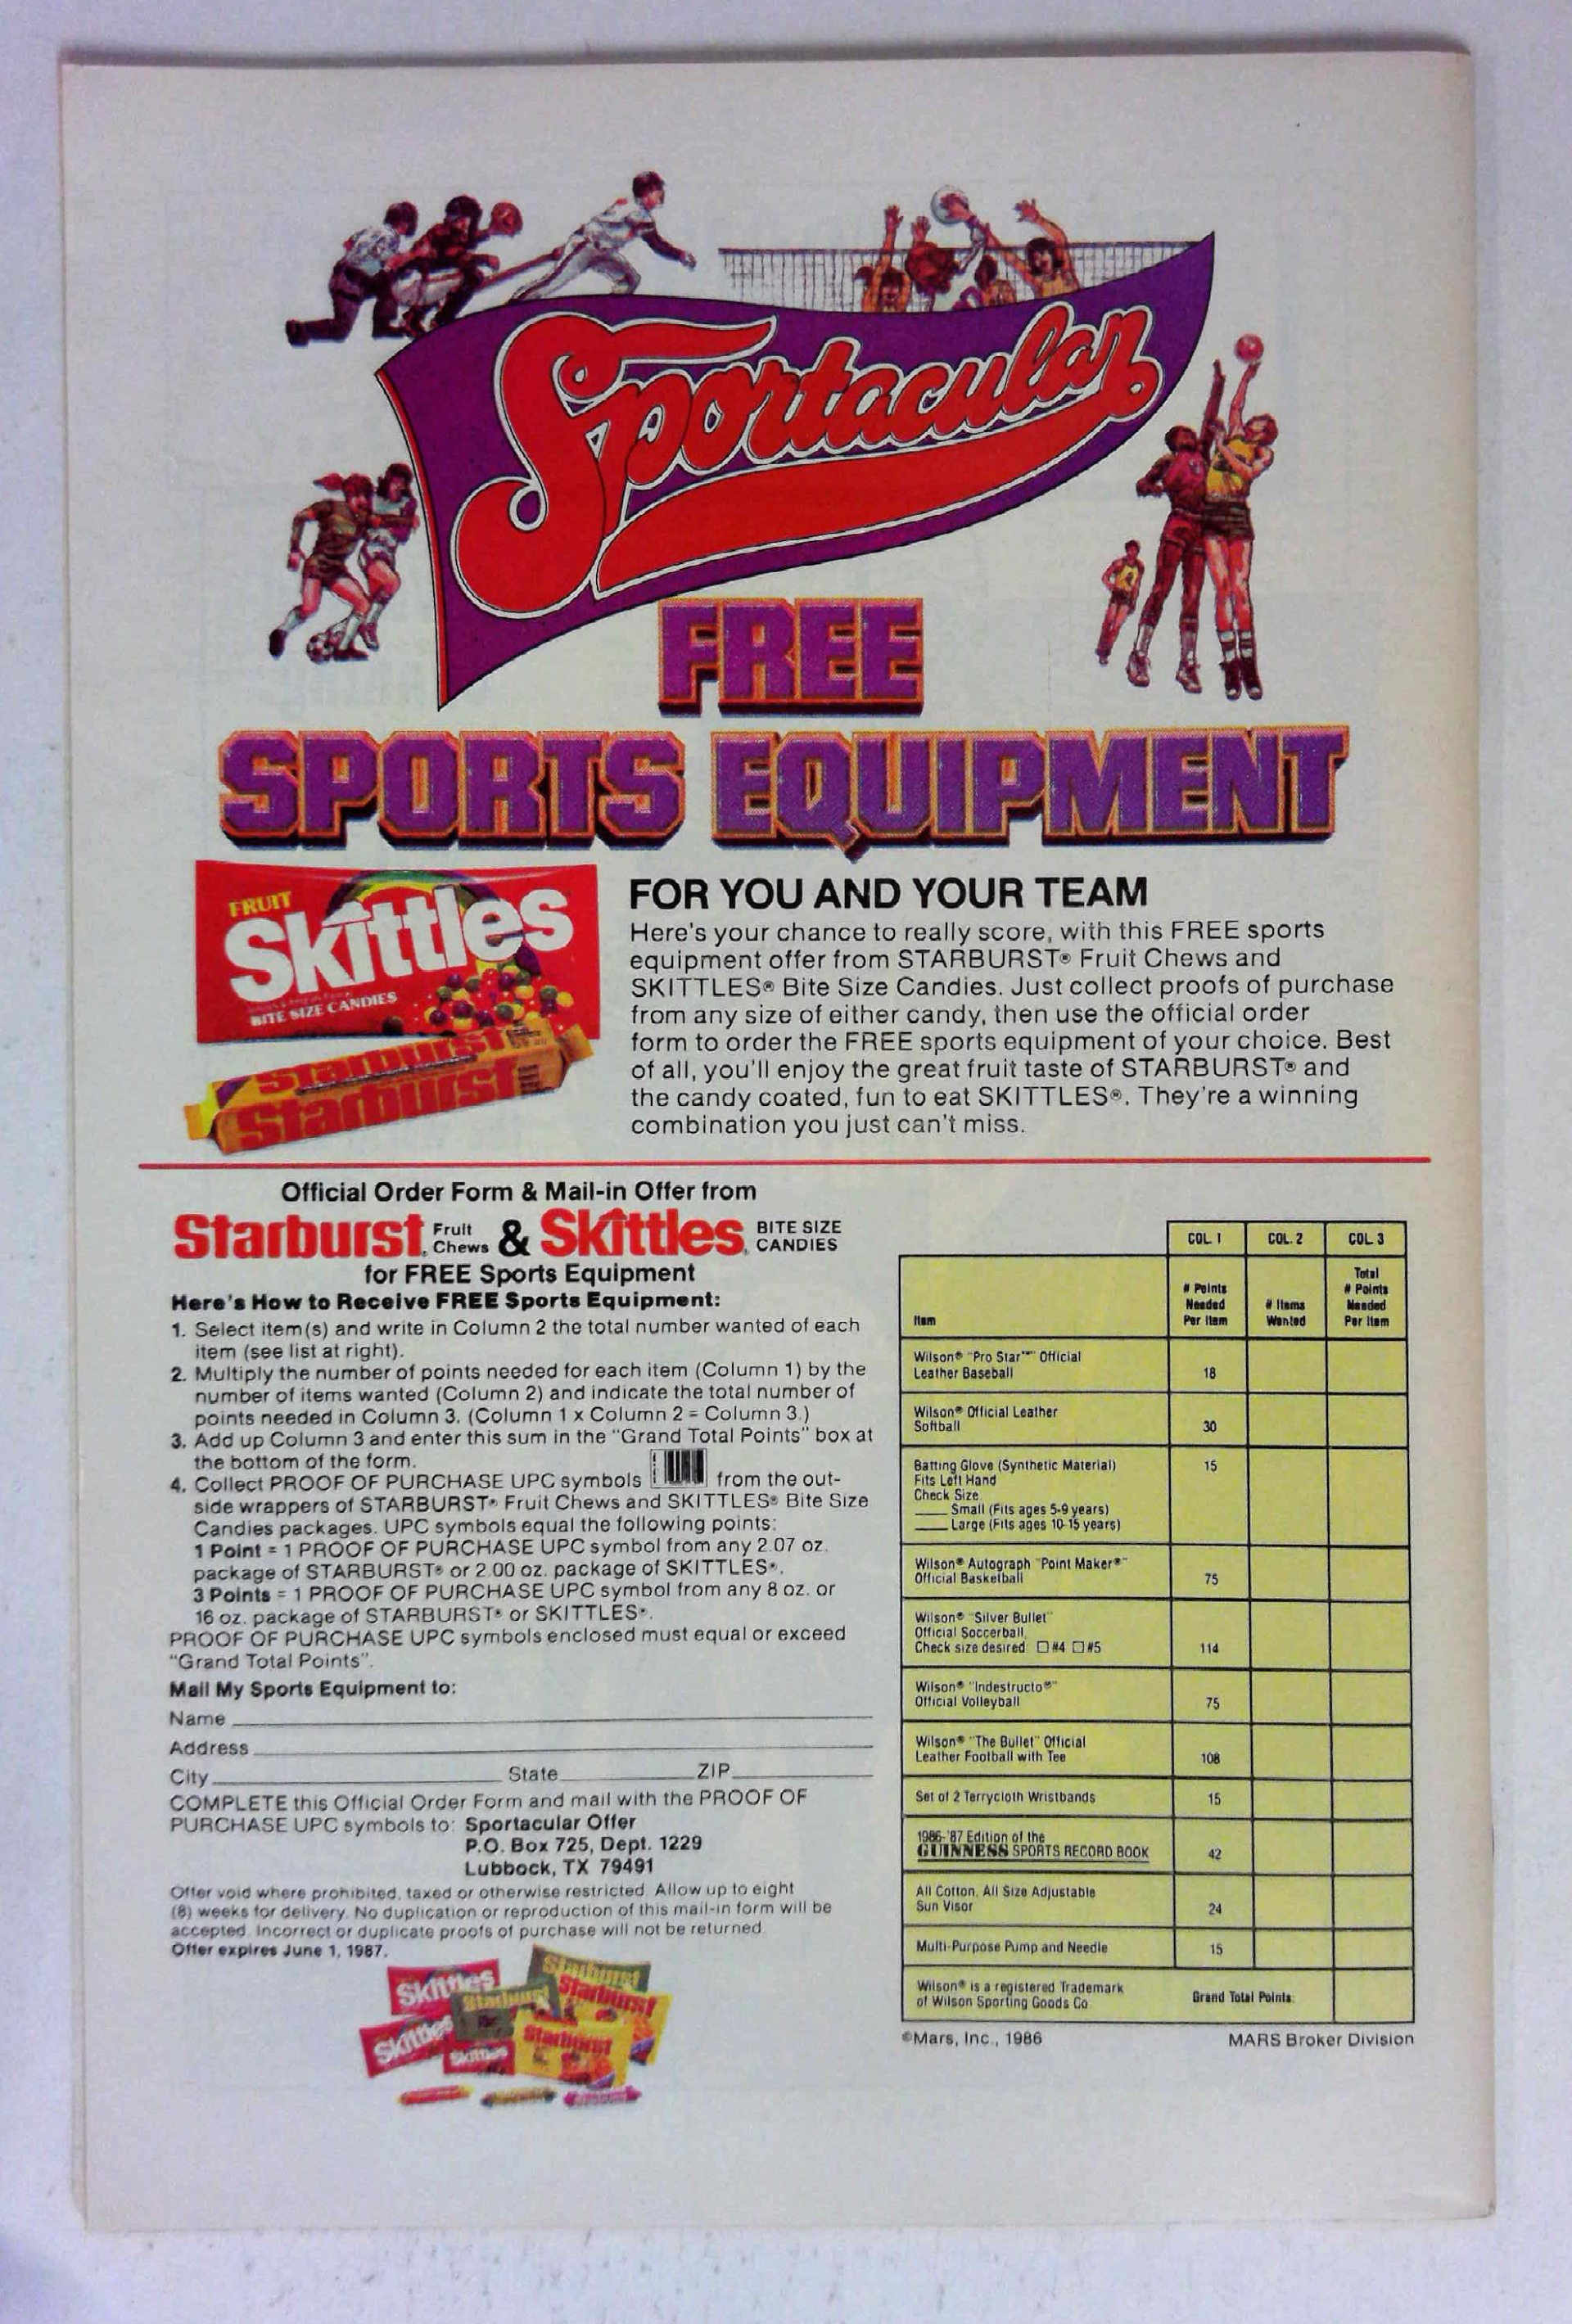 Sportacular
FREE
SPORTS EQUIPMENT
FRUIT
Skittles
BITE SIZE CANDIES
Starburst
Starburst
FOR YOU AND YOUR TEAM
Here's your chance to really score, with this FREE sports
equipment offer from STARBURST® Fruit Chews and
SKITTLES® Bite Size Candies. Just collect proofs of purchase
from any size of either candy, then use the official order
form to order the FREE sports equipment of your choice. Best
of all, you'll enjoy the great fruit taste of STARBURST® and
the candy coated, fun to eat SKITTLES®. They're a winning
combination you just can't miss.
Official Order Form & Mail-in Offer from
Starburst Fruit Chews & Skittles BITE SIZE CANDIES
for FREE Sports Equipment
Here's How to Receive FREE Sports Equipment:
1. Select item(s) and write in Column 2 the total number wanted of each
item (see list at right).
2. Multiply the number of points needed for each item (Column 1) by the
number of items wanted (Column 2) and indicate the total number of
points needed in Column 3. (Column 1 x Column 2 = Column 3.)
3. Add up Column 3 and enter this sum in the "Grand Total Points" box at
the bottom of the form.
4. Collect PROOF OF PURCHASE UPC symbols from the out-
side wrappers of STARBURST® Fruit Chews and SKITTLES® Bite Size
Candies packages. UPC symbols equal the following points:
1 Point = 1 PROOF OF PURCHASE UPC symbol from any 2.07 oz.
package of STARBURST® or 2.00 oz. package of SKITTLES®.
3 Points = 1 PROOF OF PURCHASE UPC symbol from any 8 oz. or
16 oz. package of STARBURST® or SKITTLES®.
PROOF OF PURCHASE UPC symbols enclosed must equal or exceed
"Grand Total Points".
Mail My Sports Equipment to:
Name
Address
City State ZIP
COMPLETE this Official Order Form and mail with the PROOF OF
PURCHASE UPC symbols to: Sportacular Offer
P.O. Box 725, Dept. 1229
Lubbock, TX 79491
Offer void where prohibited, taxed or otherwise restricted. Allow up to eight
(8) weeks for delivery. No duplication or reproduction of this mail-in form will be
accepted. Incorrect or duplicate proofs of purchase will not be returned.
Offer expires June 1, 1987.
Skittles
Starburst
Starburst
Starburst
Skittles
Skittles
Starburst
COL. 1 COL. 2 COL. 3
Item # Points Needed Per Item # Items Wanted Total # Points Needed Per Item
Wilson® "Pro Star™" Official
Leather Baseball 18
Wilson® Official Leather
Softball 30
Batting Glove (Synthetic Material) 15
Fits Left Hand
Check Size
Small (Fits ages 5-9 years)
Large (Fits ages 10-15 years)
Wilson® Autograph "Point Maker®"
Official Basketball 75
Wilson® "Silver Bullet"
Official Soccerball,
Check size desired: ☐ #4 ☐ #5 114
Wilson® "Indestructo®"
Official Volleyball 75
Wilson® "The Bullet" Official
Leather Football with Tee 108
Set of 2 Terrycloth Wristbands 15
1986-'87 Edition of the
GUINNESS SPORTS RECORD BOOK 42
All Cotton, All Size Adjustable
Sun Visor 24
Multi-Purpose Pump and Needle 15
Wilson® is a registered Trademark
of Wilson Sporting Goods Co. Grand Total Points:
©Mars, Inc., 1986 MARS Broker Division